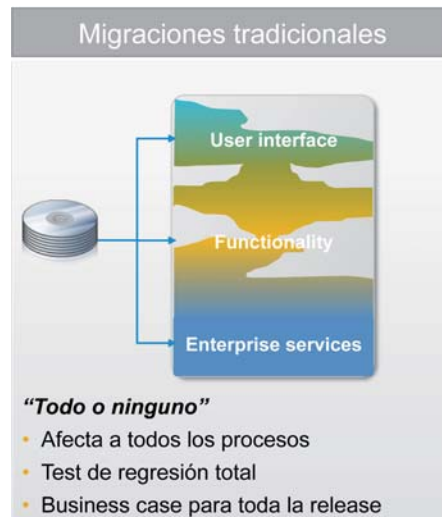 Migraciones tradicionales
User interface
Functionality
Enterprise services
“Todo o ninguno”
• Afecta a todos los procesos
• Test de regresión total
• Business case para toda la release